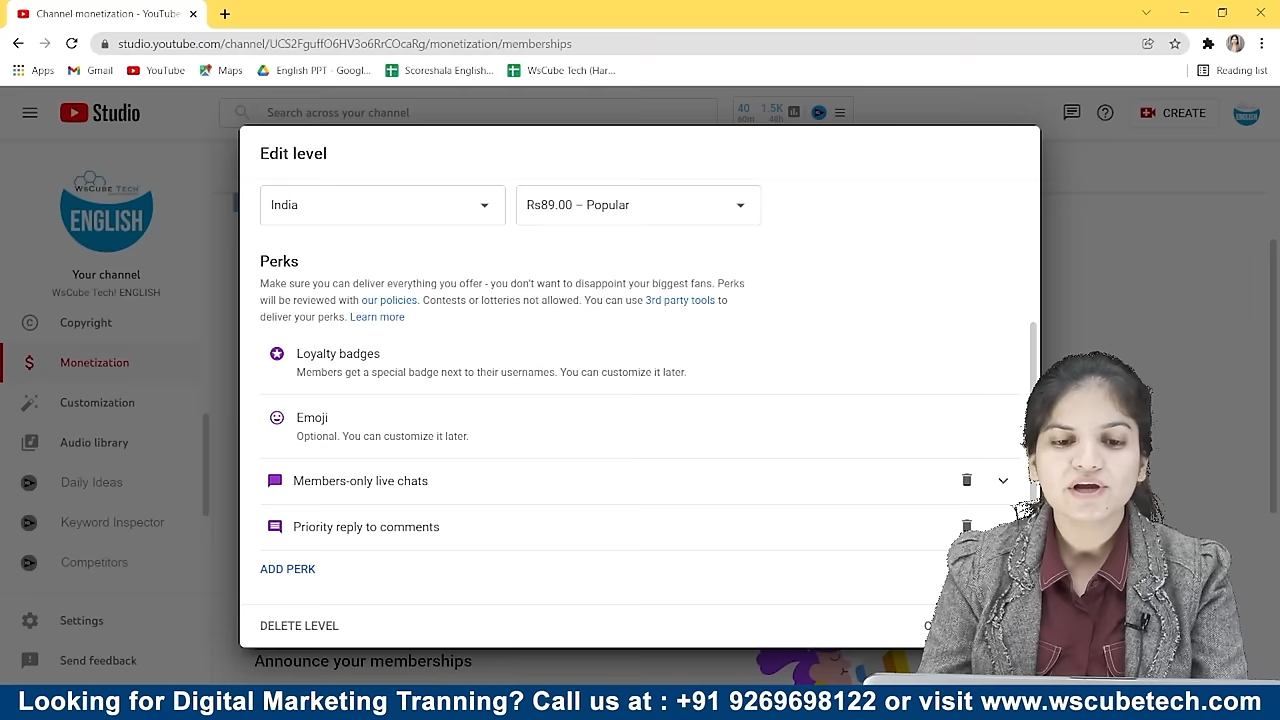 Channel monetization - YouTube
studio.youtube.com/channel/UCS2FguffO6HV3o6RrCOcaRg/monetization/memberships
Apps
Gmail
YouTube
Maps
English PPT - Googl...
Scoreshala English...
WsCube Tech (Har...
Reading list
Studio
Search across your channel
40
60m
1.5K
48h
CREATE
ENGLISH
WsCube Tech
ENGLISH
Your channel
WsCube Tech! ENGLISH
Copyright
Monetization
Customization
Audio library
Daily Ideas
Keyword Inspector
Competitors
Settings
Send feedback
Edit level
India
Rs89.00 – Popular
Perks
Make sure you can deliver everything you offer - you don't want to disappoint your biggest fans. Perks
will be reviewed with our policies. Contests or lotteries not allowed. You can use 3rd party tools to
deliver your perks. Learn more
Loyalty badges
Members get a special badge next to their usernames. You can customize it later.
Emoji
Optional. You can customize it later.
Members-only live chats
Priority reply to comments
ADD PERK
DELETE LEVEL
Announce your memberships
Looking for Digital Marketing Tranning? Call us at : +91 9269698122 or visit www.wscubetech.com